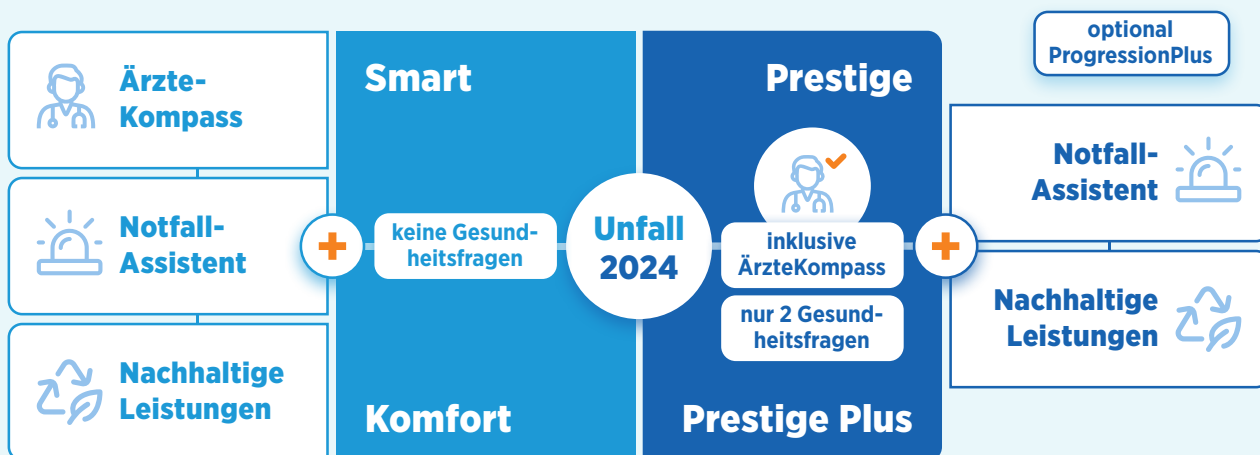 Ärzte-
Kompass
Notfall-
Assistent
Nachhaltige
Leistungen
Smart
keine Gesund-
heitsfragen
Komfort
Unfall
2024
Prestige
inklusive
ÄrzteKompass
nur 2 Gesund-
heitsfragen
Prestige Plus
optional
ProgressionPlus
Notfall-
Assistent
Nachhaltige
Leistungen